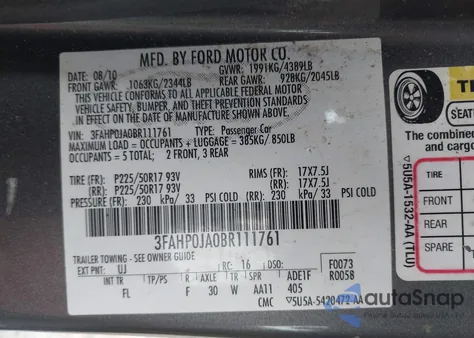 MFD. BY FORD MOTOR CO.
DATE: 08/10
GVWR: 1991KG/4389LB
FRONT GAWR: 1063KG/2344LB
REAR GAWR: 928KG/2045LB
THIS VEHICLE CONFORMS TO ALL APPLICABLE FEDERAL MOTOR
VEHICLE SAFETY, BUMPER, AND THEFT PREVENTION STANDARDS IN
EFFECT ON THE DATE OF MANUFACTURE SHOWN ABOVE.
VIN: 3FAHP0JA0BR111761 TYPE: Passenger Car
MAXIMUM LOAD = OCCUPANTS + LUGGAGE = 385KG/ 850LB
OCCUPANTS = 5 TOTAL: 2 FRONT, 3 REAR
TIRE (FR): P225/50R17 93V RIMS (FR): 17X7.5J
(RR): P225/50R17 93V (RR): 17X7.5J
PRESSURE (FR): 230 kPa/ 33 PSI COLD (RR): 230 kPa/ 33 PSI COLD
3FAHP0JA0BR111761
TRAILER TOWING - SEE OWNER GUIDE
EXT PNT: UJ RC: 16 DSO: F0073
INT TR TP/PS R AXLE TR SPR ADE1F R0058
FL F 30 W AA11 405
CMC 5U5A-5420472-AA
SEATI
The combined
and cargo
TIRE
FRONT
REAR
SPARE
5U5A-1532-AA (TLU)
AutoSnap